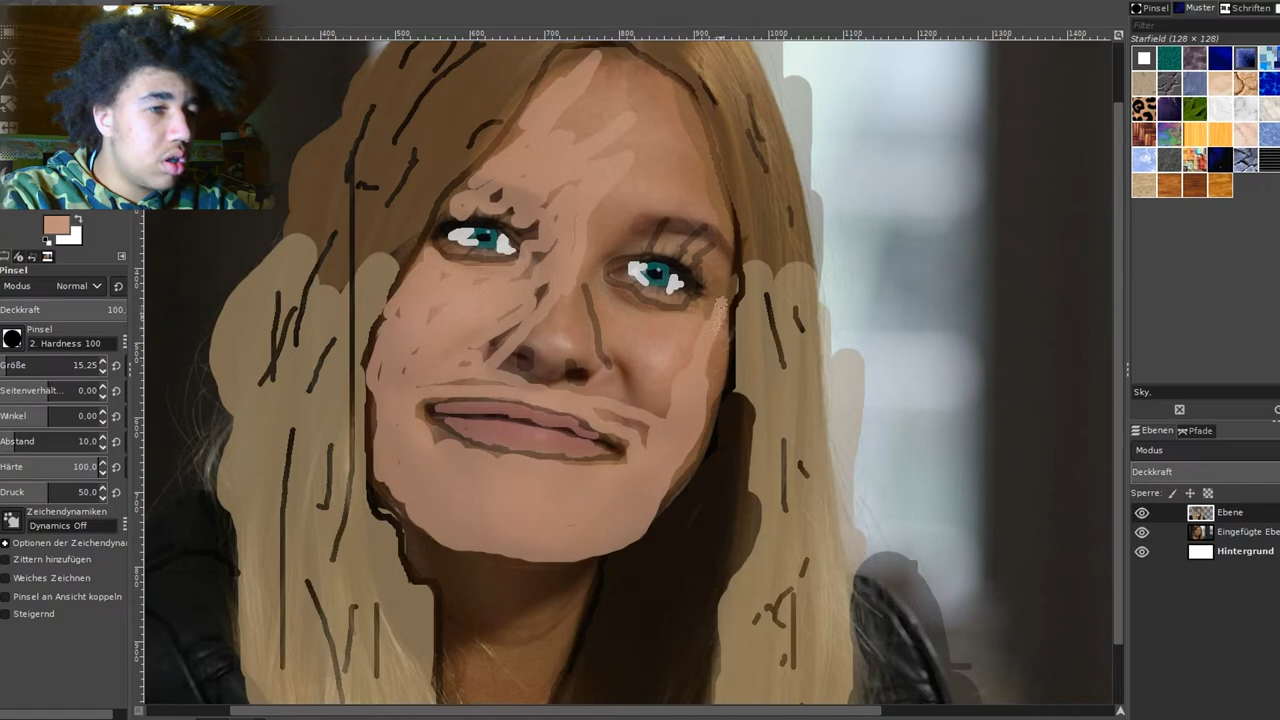 Pinsel Muster Schriften
Filter
Starfield (128 × 128)
400 500 600 700 800 900 1000 1100 1200 1300 1400
Pinsel
Modus Normal
Deckkraft 100,
Pinsel
2. Hardness 100
Größe 15,25
Seitenverhält... 0,00
Winkel 0,00
Abstand 10,0
Härte 100,0
Druck 50,0
Zeichendynamiken
Dynamics Off
Optionen der Zeichendyna
Zittern hinzufügen
Weiches Zeichnen
Pinsel an Ansicht koppeln
Steigernd
Sky,
Ebenen Pfade
Modus
Deckkraft
Sperre:
Ebene
Eingefügte Ebe
Hintergrund